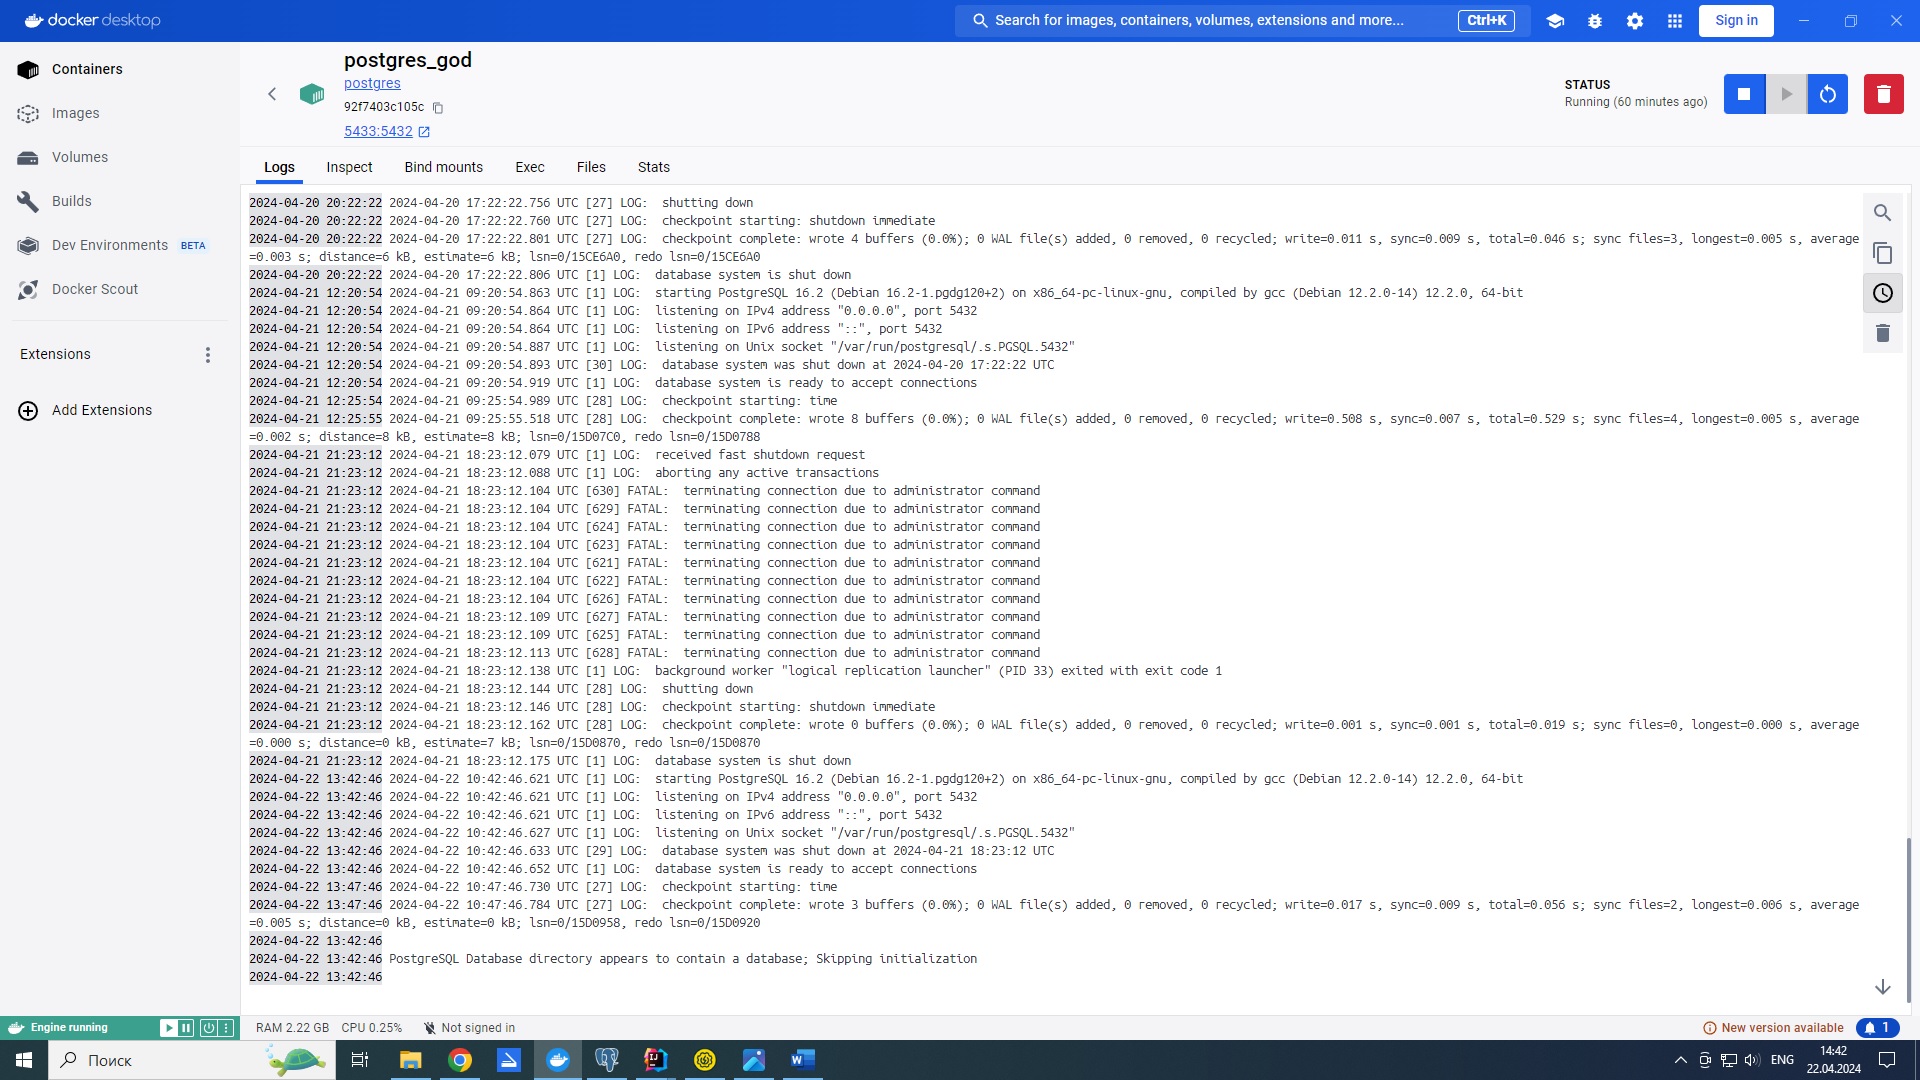 docker desktop
Search for images, containers, volumes, extensions and more...
Ctrl+K
Sign in
Containers
Images
Volumes
Builds
Dev Environments BETA
Docker Scout
Extensions
Add Extensions
postgres_god
postgres
92f7403c105c
5433:5432
STATUS
Running (60 minutes ago)
Logs
Inspect
Bind mounts
Exec
Files
Stats
2024-04-20 20:22:22 2024-04-20 17:22:22.756 UTC [27] LOG:  shutting down
2024-04-20 20:22:22 2024-04-20 17:22:22.760 UTC [27] LOG:  checkpoint starting: shutdown immediate
2024-04-20 20:22:22 2024-04-20 17:22:22.801 UTC [27] LOG:  checkpoint complete: wrote 4 buffers (0.0%); 0 WAL file(s) added, 0 removed, 0 recycled; write=0.011 s, sync=0.009 s, total=0.046 s; sync files=3, longest=0.005 s, average
=0.003 s; distance=6 kB, estimate=6 kB; lsn=0/15CE6A0, redo lsn=0/15CE6A0
2024-04-20 20:22:22 2024-04-20 17:22:22.806 UTC [1] LOG:  database system is shut down
2024-04-21 12:20:54 2024-04-21 09:20:54.863 UTC [1] LOG:  starting PostgreSQL 16.2 (Debian 16.2-1.pgdg120+2) on x86_64-pc-linux-gnu, compiled by gcc (Debian 12.2.0-14) 12.2.0, 64-bit
2024-04-21 12:20:54 2024-04-21 09:20:54.864 UTC [1] LOG:  listening on IPv4 address "0.0.0.0", port 5432
2024-04-21 12:20:54 2024-04-21 09:20:54.864 UTC [1] LOG:  listening on IPv6 address "::", port 5432
2024-04-21 12:20:54 2024-04-21 09:20:54.887 UTC [1] LOG:  listening on Unix socket "/var/run/postgresql/.s.PGSQL.5432"
2024-04-21 12:20:54 2024-04-21 09:20:54.893 UTC [30] LOG:  database system was shut down at 2024-04-20 17:22:22 UTC
2024-04-21 12:20:54 2024-04-21 09:20:54.919 UTC [1] LOG:  database system is ready to accept connections
2024-04-21 12:25:54 2024-04-21 09:25:54.989 UTC [28] LOG:  checkpoint starting: time
2024-04-21 12:25:55 2024-04-21 09:25:55.518 UTC [28] LOG:  checkpoint complete: wrote 8 buffers (0.0%); 0 WAL file(s) added, 0 removed, 0 recycled; write=0.508 s, sync=0.007 s, total=0.529 s; sync files=4, longest=0.005 s, average
=0.002 s; distance=8 kB, estimate=8 kB; lsn=0/15D07C0, redo lsn=0/15D0788
2024-04-21 21:23:12 2024-04-21 18:23:12.079 UTC [1] LOG:  received fast shutdown request
2024-04-21 21:23:12 2024-04-21 18:23:12.088 UTC [1] LOG:  aborting any active transactions
2024-04-21 21:23:12 2024-04-21 18:23:12.104 UTC [630] FATAL:  terminating connection due to administrator command
2024-04-21 21:23:12 2024-04-21 18:23:12.104 UTC [629] FATAL:  terminating connection due to administrator command
2024-04-21 21:23:12 2024-04-21 18:23:12.104 UTC [624] FATAL:  terminating connection due to administrator command
2024-04-21 21:23:12 2024-04-21 18:23:12.104 UTC [623] FATAL:  terminating connection due to administrator command
2024-04-21 21:23:12 2024-04-21 18:23:12.104 UTC [621] FATAL:  terminating connection due to administrator command
2024-04-21 21:23:12 2024-04-21 18:23:12.104 UTC [622] FATAL:  terminating connection due to administrator command
2024-04-21 21:23:12 2024-04-21 18:23:12.104 UTC [626] FATAL:  terminating connection due to administrator command
2024-04-21 21:23:12 2024-04-21 18:23:12.109 UTC [627] FATAL:  terminating connection due to administrator command
2024-04-21 21:23:12 2024-04-21 18:23:12.109 UTC [625] FATAL:  terminating connection due to administrator command
2024-04-21 21:23:12 2024-04-21 18:23:12.113 UTC [628] FATAL:  terminating connection due to administrator command
2024-04-21 21:23:12 2024-04-21 18:23:12.138 UTC [1] LOG:  background worker "logical replication launcher" (PID 33) exited with exit code 1
2024-04-21 21:23:12 2024-04-21 18:23:12.144 UTC [28] LOG:  shutting down
2024-04-21 21:23:12 2024-04-21 18:23:12.146 UTC [28] LOG:  checkpoint starting: shutdown immediate
2024-04-21 21:23:12 2024-04-21 18:23:12.162 UTC [28] LOG:  checkpoint complete: wrote 0 buffers (0.0%); 0 WAL file(s) added, 0 removed, 0 recycled; write=0.001 s, sync=0.001 s, total=0.019 s; sync files=0, longest=0.000 s, average
=0.000 s; distance=0 kB, estimate=7 kB; lsn=0/15D0870, redo lsn=0/15D0870
2024-04-21 21:23:12 2024-04-21 18:23:12.175 UTC [1] LOG:  database system is shut down
2024-04-22 13:42:46 2024-04-22 10:42:46.621 UTC [1] LOG:  starting PostgreSQL 16.2 (Debian 16.2-1.pgdg120+2) on x86_64-pc-linux-gnu, compiled by gcc (Debian 12.2.0-14) 12.2.0, 64-bit
2024-04-22 13:42:46 2024-04-22 10:42:46.621 UTC [1] LOG:  listening on IPv4 address "0.0.0.0", port 5432
2024-04-22 13:42:46 2024-04-22 10:42:46.621 UTC [1] LOG:  listening on IPv6 address "::", port 5432
2024-04-22 13:42:46 2024-04-22 10:42:46.627 UTC [1] LOG:  listening on Unix socket "/var/run/postgresql/.s.PGSQL.5432"
2024-04-22 13:42:46 2024-04-22 10:42:46.633 UTC [29] LOG:  database system was shut down at 2024-04-21 18:23:12 UTC
2024-04-22 13:42:46 2024-04-22 10:42:46.652 UTC [1] LOG:  database system is ready to accept connections
2024-04-22 13:47:46 2024-04-22 10:47:46.730 UTC [27] LOG:  checkpoint starting: time
2024-04-22 13:47:46 2024-04-22 10:47:46.784 UTC [27] LOG:  checkpoint complete: wrote 3 buffers (0.0%); 0 WAL file(s) added, 0 removed, 0 recycled; write=0.017 s, sync=0.009 s, total=0.056 s; sync files=2, longest=0.006 s, average
=0.005 s; distance=0 kB, estimate=0 kB; lsn=0/15D0958, redo lsn=0/15D0920
2024-04-22 13:42:46
2024-04-22 13:42:46 PostgreSQL Database directory appears to contain a database; Skipping initialization
2024-04-22 13:42:46
Engine running
RAM 2.22 GB CPU 0.25% Not signed in
New version available
1
Поиск
W
ENG
14:42
22.04.2024